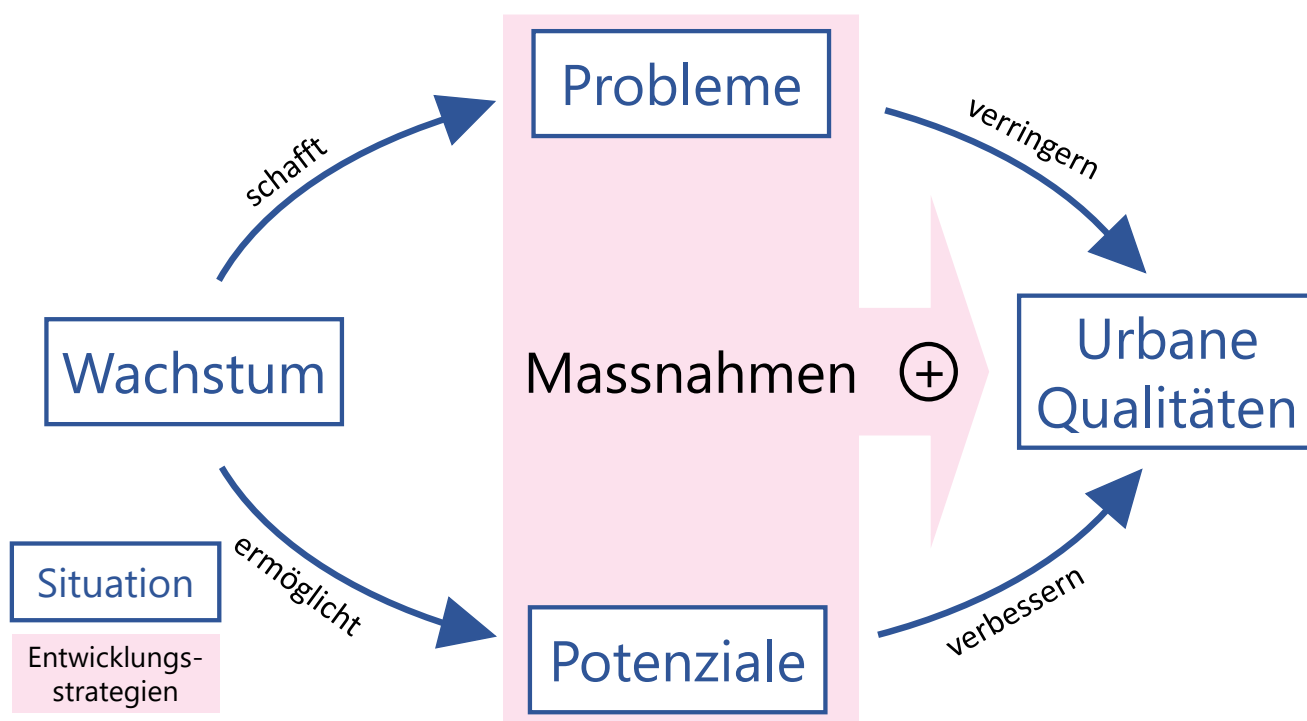 Probleme
schafft
verringern
Wachstum
Massnahmen +
Urbane
Qualitäten
ermöglicht
verbessern
Potenziale
Situation
Entwicklungs-
strategien